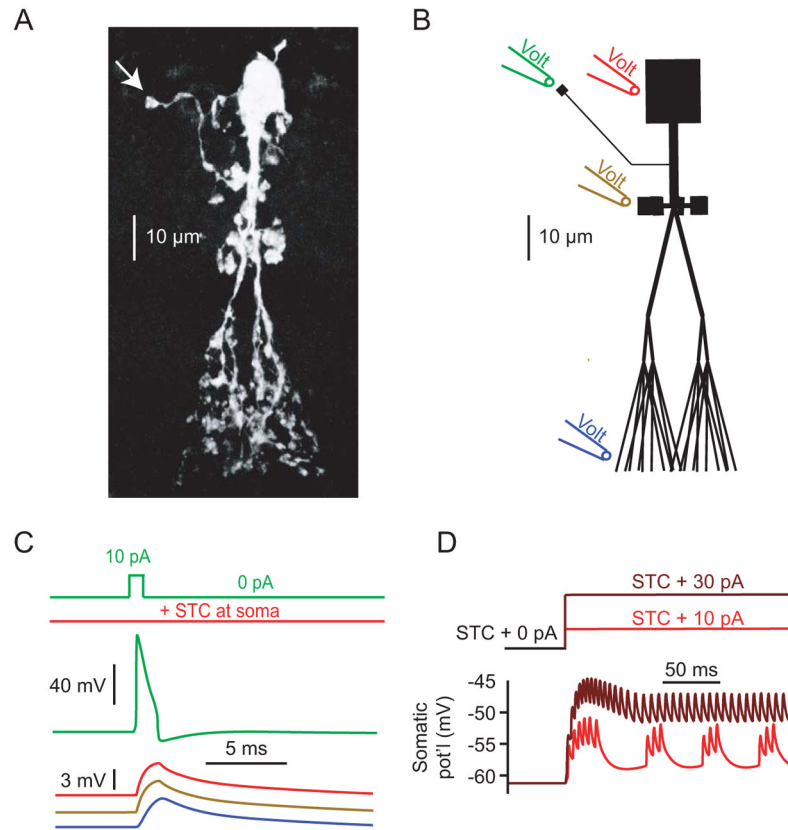 A
10 µm
B
Volt
Volt
Volt
10 µm
Volt
C
10 pA
0 pA
+ STC at soma
40 mV
5 ms
3 mV
D
STC + 30 pA
STC + 10 pA
STC + 0 pA
50 ms
-45
-50
-55
-60
Somatic
pot'l (mV)